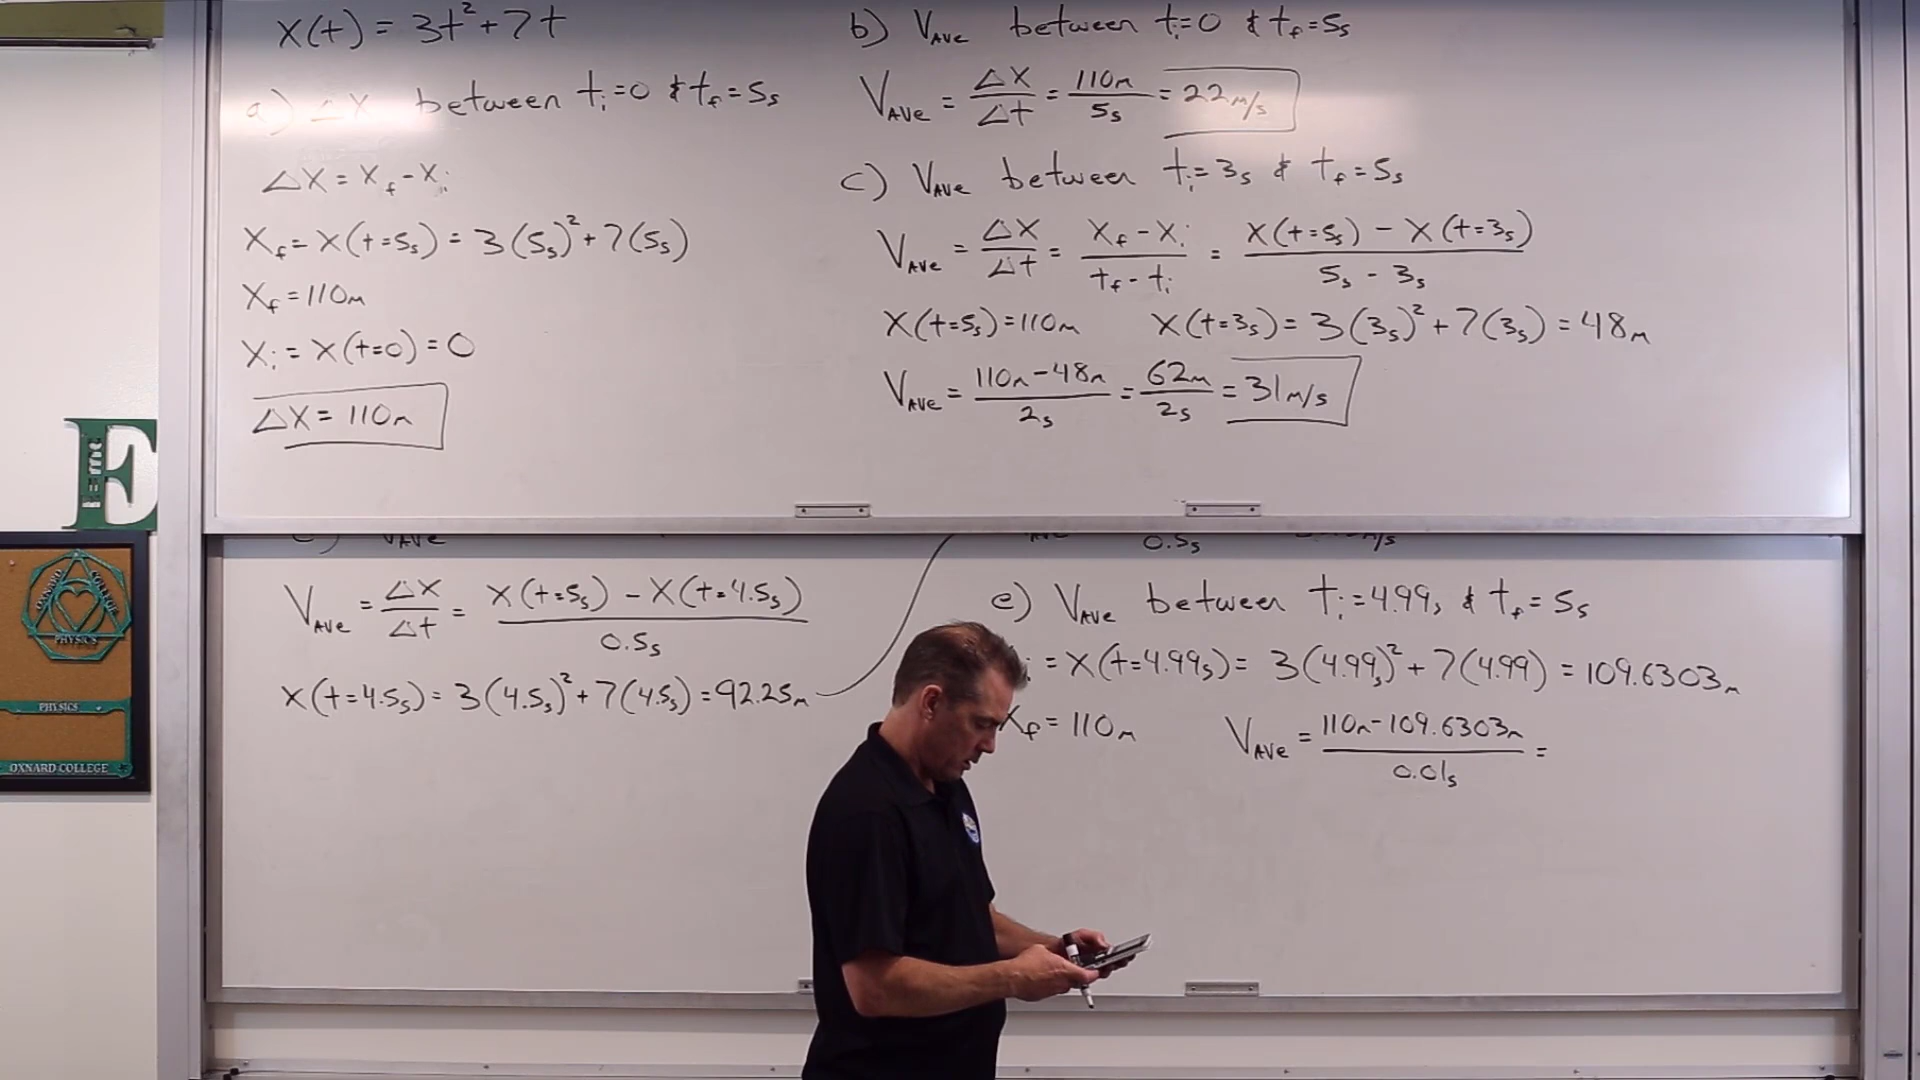 x(t) = 3t² + 7t
a) Δx between tᵢ=0 & t_f=5s
Δx = x_f - xᵢ
x_f = x(t=5s) = 3(5s)² + 7(5s)
x_f = 110m
xᵢ = x(t=0) = 0
Δx = 110m
b) V_AVE between tᵢ=0 & t_f=5s
V_AVE = Δx/Δt = 110m/5s = 22m/s
c) V_AVE between tᵢ=3s & t_f=5s
V_AVE = Δx/Δt = (x_f - xᵢ)/(t_f - tᵢ) = (x(t=5s) - x(t=3s))/(5s - 3s)
x(t=5s) = 110m x(t=3s) = 3(3s)² + 7(3s) = 48m
V_AVE = (110m - 48m)/2s = 62m/2s = 31m/s
V_AVE
V_AVE = Δx/Δt = (x(t=5s) - x(t=4.5s))/0.5s
x(t=4.5s) = 3(4.5s)² + 7(4.5s) = 92.25m
0.5s
e) V_AVE between tᵢ=4.99s & t_f=5s
= x(t=4.99s) = 3(4.99s)² + 7(4.99) = 109.6303m
x_f = 110m V_AVE = (110m - 109.6303m)/0.01s =
E=mc²
OXNARD COLLEGE
PHYSICS
PHYSICS
OXNARD COLLEGE